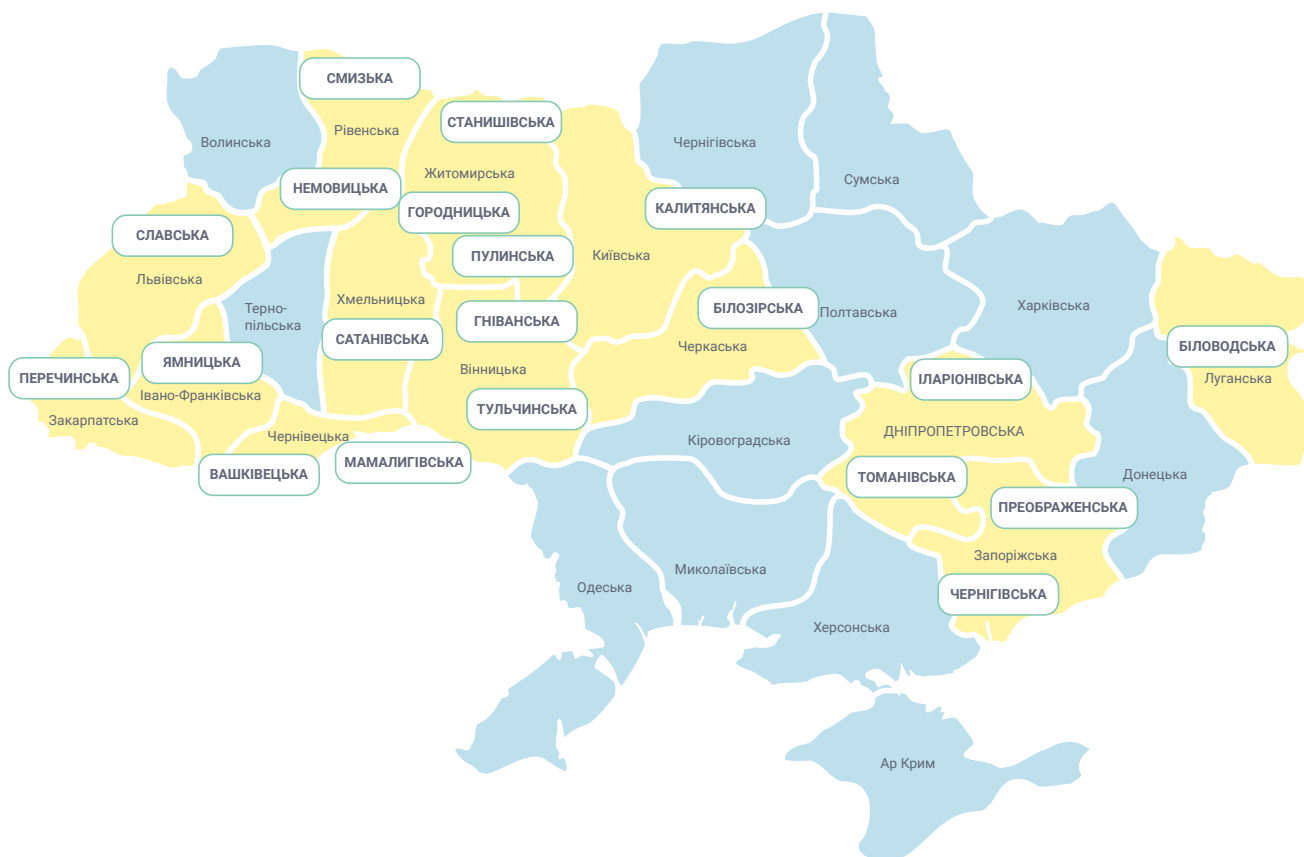 СМИЗЬКА
СТАНИШІВСЬКА
Рівенська
Волинська
Чернігівська
Житомирська
Сумська
НЕМОВИЦЬКА
КАЛИТЯНСЬКА
ГОРОДНИЦЬКА
СЛАВСЬКА
ПУЛИНСЬКА
Київська
Львівська
Хмельницька
Терно-
пільська
БІЛОЗІРСЬКА
Полтавська
Харківська
ГНІВАНСЬКА
САТАНІВСЬКА
Черкаська
БІЛОВОДСЬКА
ЯМНИЦЬКА
Вінницька
ПЕРЕЧИНСЬКА
ІЛАРІОНІВСЬКА
Луганська
Івано-Франківська
ТУЛЬЧИНСЬКА
Закарпатська
Чернівецька
Кіровоградська
ДНІПРОПЕТРОВСЬКА
МАМАЛИГІВСЬКА
ВАШКІВЕЦЬКА
ТОМАНІВСЬКА
Донецька
ПРЕОБРАЖЕНСЬКА
Запоріжська
Миколаївська
Одеська
ЧЕРНІГІВСЬКА
Херсонська
Ар Крим